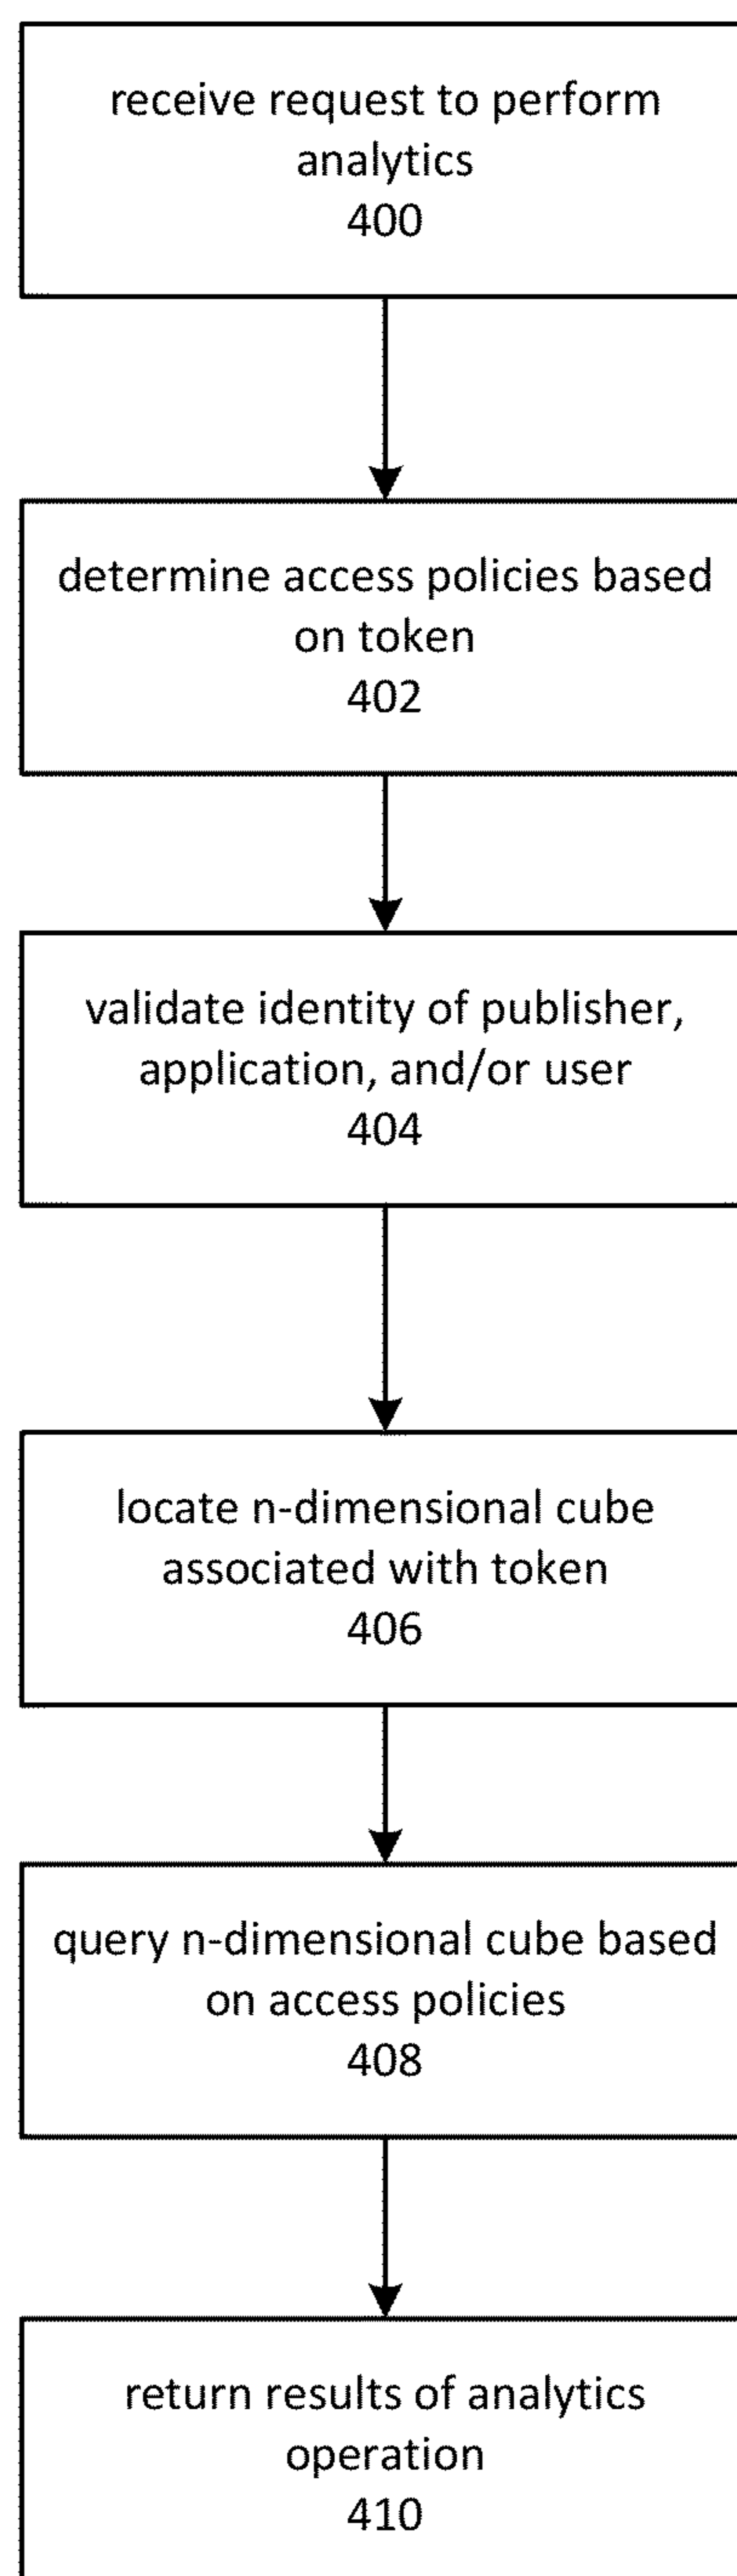 receive request to perform
analytics
400
determine access policies based
on token
402
validate identity of publisher,
application, and/or user
404
locate n-dimensional cube
associated with token
406
query n-dimensional cube based
on access policies
408
return results of analytics
operation
410